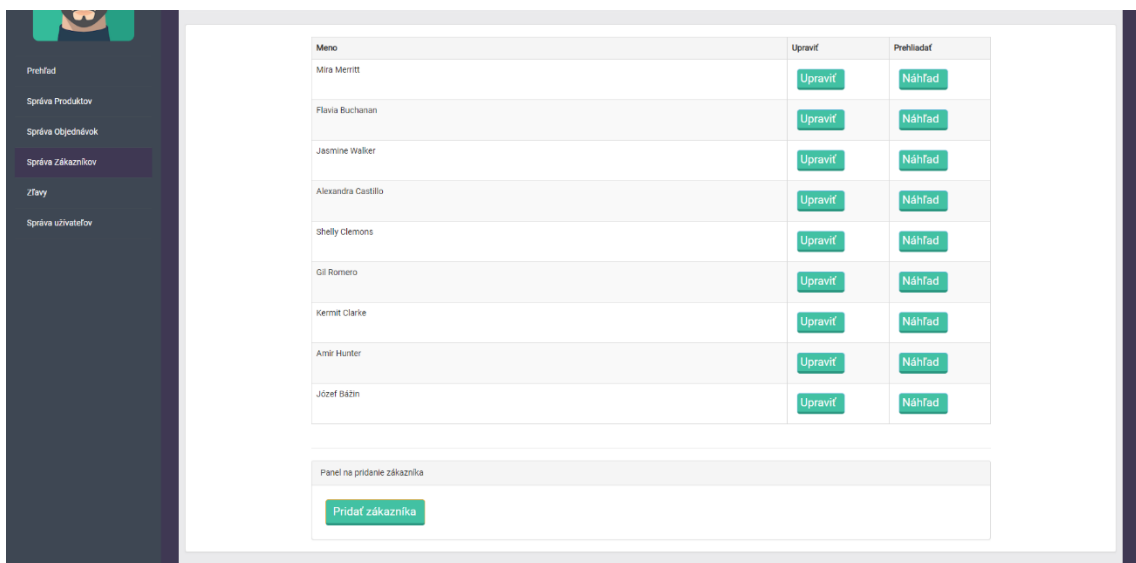 Prehľad
Správa Produktov
Správa Objednávok
Správa Zákazníkov
Zľavy
Správa užívateľov
Meno Upraviť Prehliadať
Mira Merritt Upraviť Náhľad
Flavia Buchanan Upraviť Náhľad
Jasmine Walker Upraviť Náhľad
Alexandra Castillo Upraviť Náhľad
Shelly Clemons Upraviť Náhľad
Gil Romero Upraviť Náhľad
Kermit Clarke Upraviť Náhľad
Amir Hunter Upraviť Náhľad
Józef Bážin Upraviť Náhľad
Panel na pridanie zákazníka
Pridať zákazníka